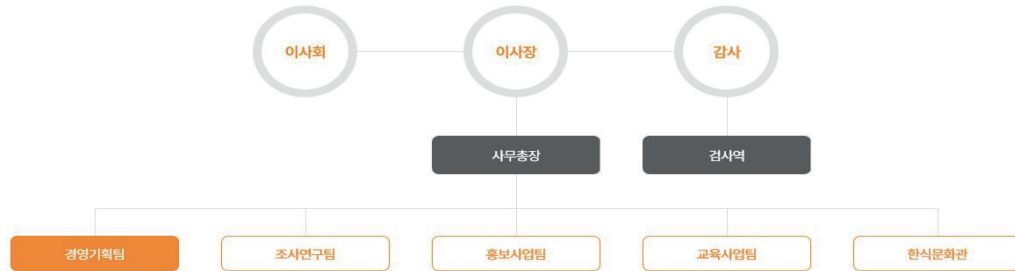 이사회
이사장
감사
사무총장
검사역
경영기획팀
조사연구팀
홍보사업팀
교육사업팀
한식문화관